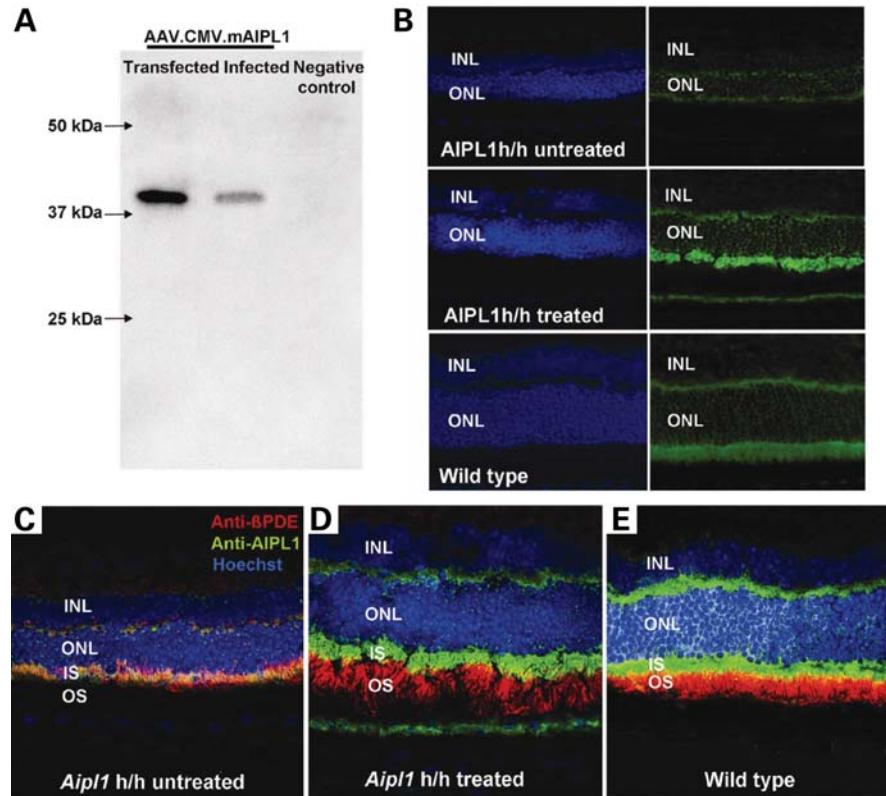 A
AAV.CMV.mAIPL1
Transfected Infected Negative
control
50 kDa
37 kDa
25 kDa
B
INL
ONL
AIPL1h/h untreated
INL
ONL
INL
ONL
AIPL1h/h treated
INL
ONL
INL
ONL
Wild type
INL
ONL
C
Anti-βPDE
Anti-AIPL1
Hoechst
INL
ONL
IS
OS
Aipl1 h/h untreated
D
INL
ONL
IS
OS
Aipl1 h/h treated
E
INL
ONL
IS
OS
Wild type